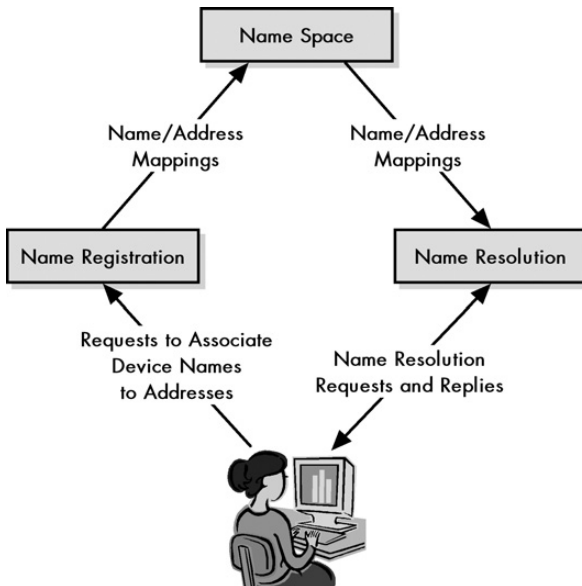 Name Space
Name/Address
Mappings
Name/Address
Mappings
Name Registration
Name Resolution
Requests to Associate
Device Names
to Addresses
Name Resolution
Requests and Replies